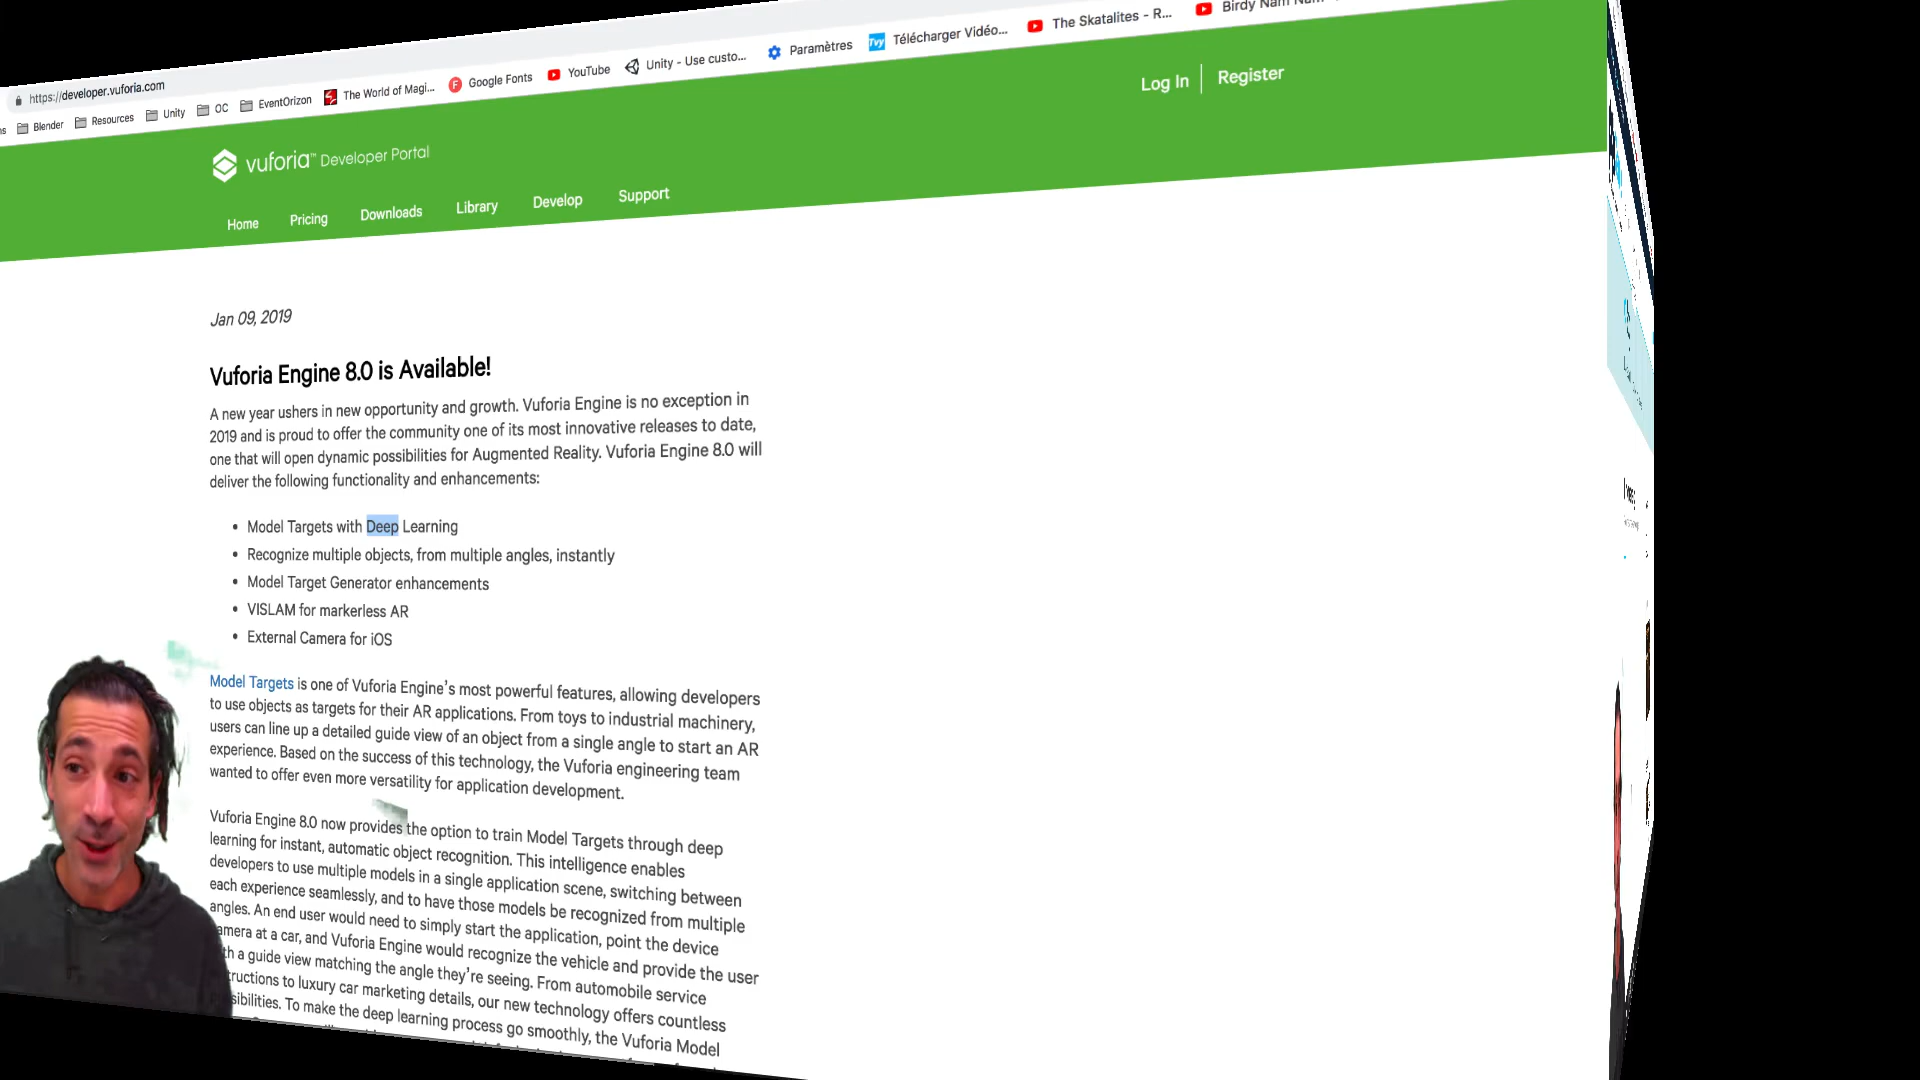 https://developer.vuforia.com
Blender Resources Unity OC EventOrizon The World of Magi... Google Fonts YouTube Unity - Use custo... Paramètres Télécharger Vidéo... The Skatalites - R...
Log In Register
vuforia™ Developer Portal
Home Pricing Downloads Library Develop Support
Jan 09, 2019
Vuforia Engine 8.0 is Available!
A new year ushers in new opportunity and growth. Vuforia Engine is no exception in
2019 and is proud to offer the community one of its most innovative releases to date,
one that will open dynamic possibilities for Augmented Reality. Vuforia Engine 8.0 will
deliver the following functionality and enhancements:
• Model Targets with Deep Learning
• Recognize multiple objects, from multiple angles, instantly
• Model Target Generator enhancements
• VISLAM for markerless AR
• External Camera for iOS
Model Targets is one of Vuforia Engine's most powerful features, allowing developers
to use objects as targets for their AR applications. From toys to industrial machinery,
users can line up a detailed guide view of an object from a single angle to start an AR
experience. Based on the success of this technology, the Vuforia engineering team
wanted to offer even more versatility for application development.
Vuforia Engine 8.0 now provides the option to train Model Targets through deep
learning for instant, automatic object recognition. This intelligence enables
developers to use multiple models in a single application scene, switching between
each experience seamlessly, and to have those models be recognized from multiple
angles. An end user would need to simply start the application, point the device
at a car, and Vuforia Engine would recognize the vehicle and provide the user
a guide view matching the angle they're seeing. From automobile service
to luxury car marketing details, our new technology offers countless
To make the deep learning process go smoothly, the Vuforia Model